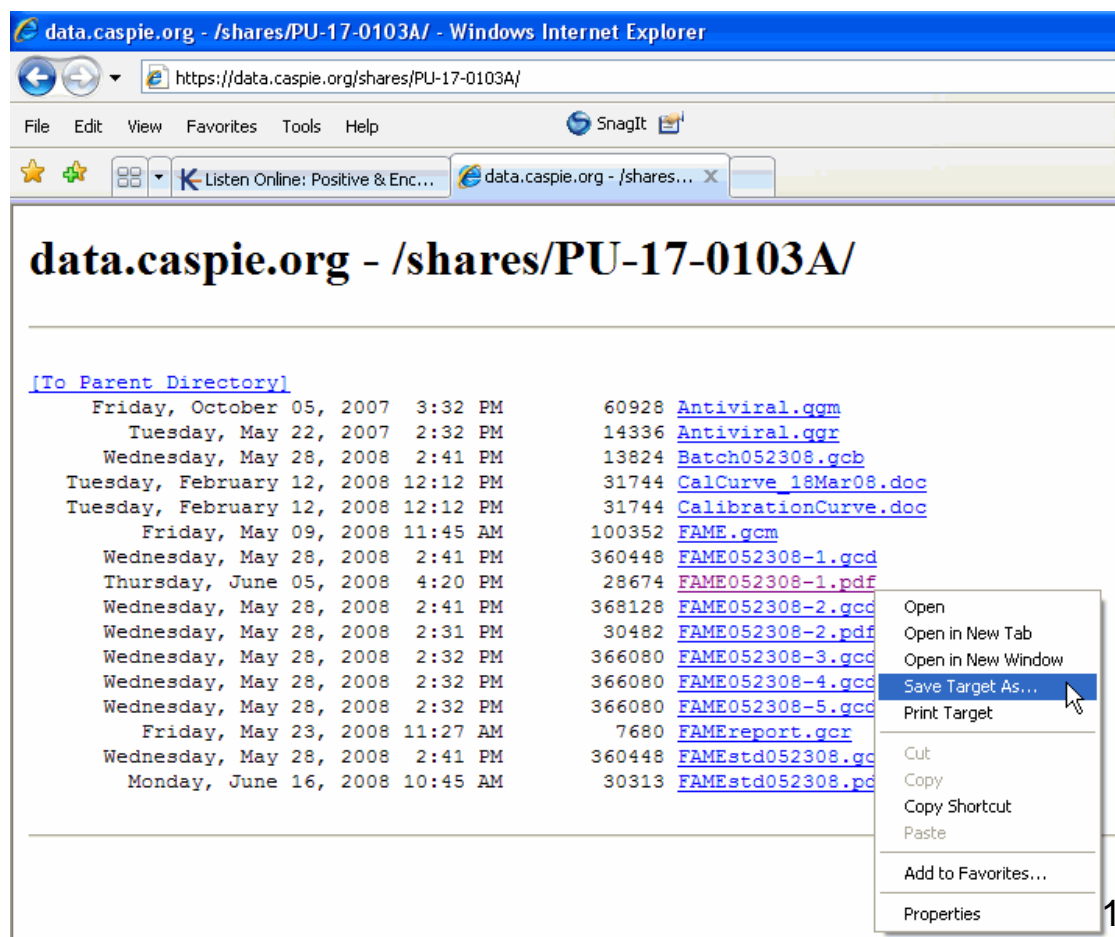 data.caspie.org - /shares/PU-17-0103A/ - Windows Internet Explorer
https://data.caspie.org/shares/PU-17-0103A/
File Edit View Favorites Tools Help SnagIt
Listen Online: Positive & Enc... data.caspie.org - /shares... X
data.caspie.org - /shares/PU-17-0103A/
[To Parent Directory]
Friday, October 05, 2007 3:32 PM 60928 Antiviral.qgm
Tuesday, May 22, 2007 2:32 PM 14336 Antiviral.qgr
Wednesday, May 28, 2008 2:41 PM 13824 Batch052308.gcb
Tuesday, February 12, 2008 12:12 PM 31744 CalCurve_18Mar08.doc
Tuesday, February 12, 2008 12:12 PM 31744 CalibrationCurve.doc
Friday, May 09, 2008 11:45 AM 100352 FAME.gcm
Wednesday, May 28, 2008 2:41 PM 360448 FAME052308-1.gcd
Thursday, June 05, 2008 4:20 PM 28674 FAME052308-1.pdf
Wednesday, May 28, 2008 2:41 PM 368128 FAME052308-2.gcd
Wednesday, May 28, 2008 2:31 PM 30482 FAME052308-2.pdf
Wednesday, May 28, 2008 2:32 PM 366080 FAME052308-3.gcd
Wednesday, May 28, 2008 2:32 PM 366080 FAME052308-4.gcd
Wednesday, May 28, 2008 2:32 PM 366080 FAME052308-5.gcd
Friday, May 23, 2008 11:27 AM 7680 FAMEreport.gcr
Wednesday, May 28, 2008 2:41 PM 360448 FAMEstd052308.gc
Monday, June 16, 2008 10:45 AM 30313 FAMEstd052308.pd
Open
Open in New Tab
Open in New Window
Save Target As...
Print Target
Cut
Copy
Copy Shortcut
Paste
Add to Favorites...
Properties
1